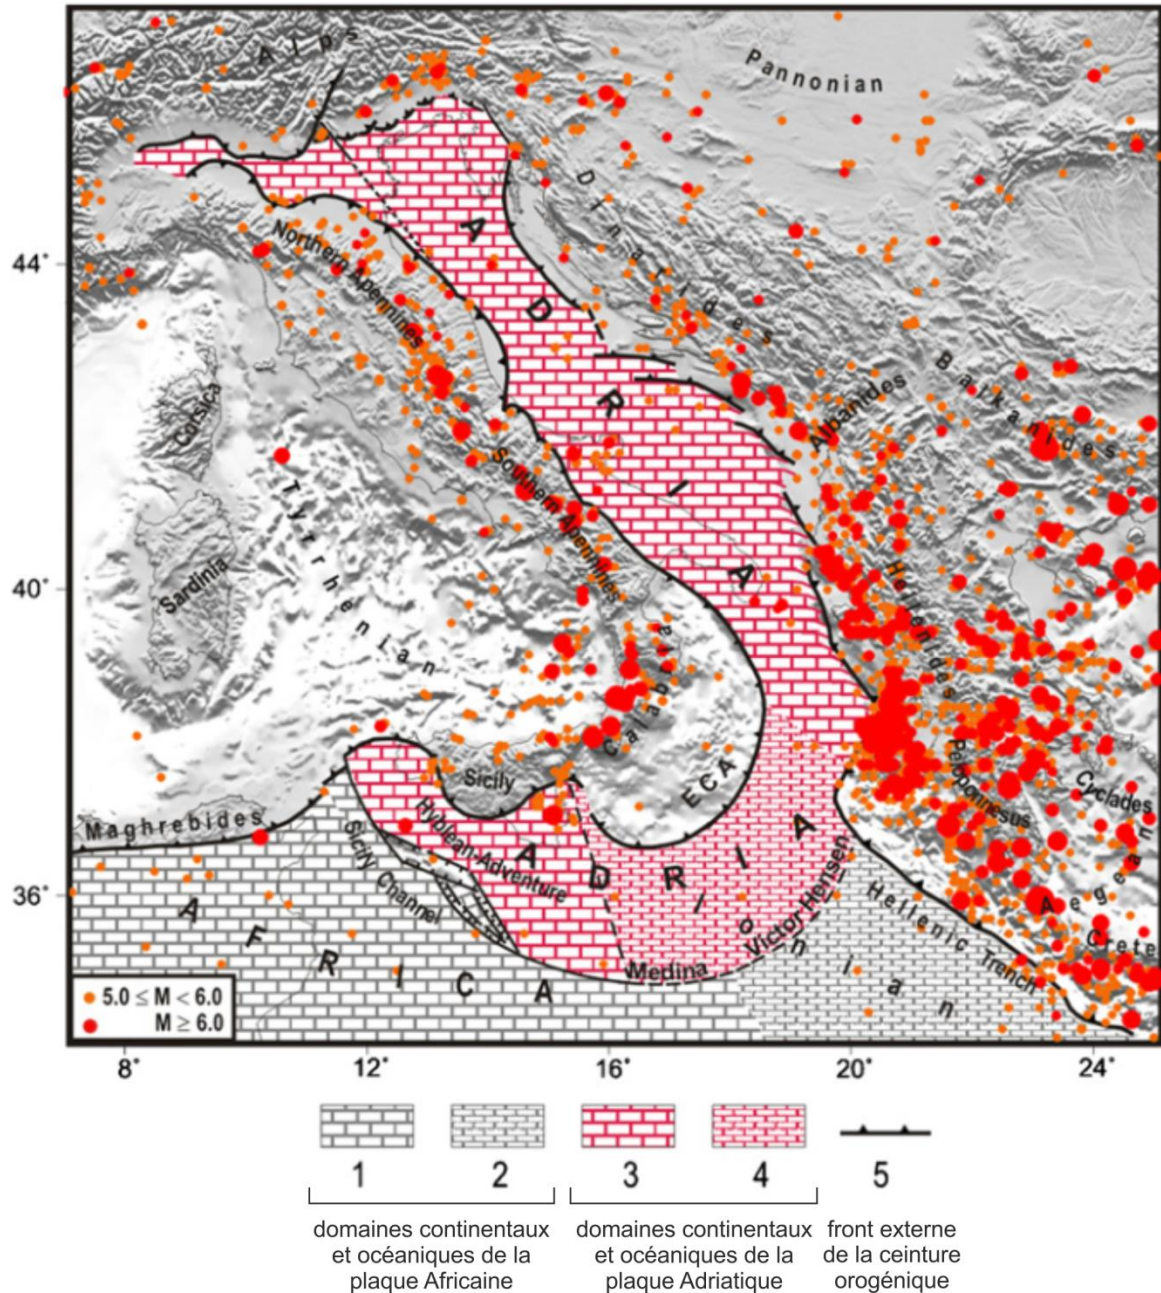 Alps
Pannonian
Dinarides
ADRIA
Northern Apennines
44°
Corsica
Balkanides
Albanides
Tyrrhenian
Southern Apennines
40°
Sardinia
Hellenides
Calabria
Sicily
ECA
Peloponnesus
Cyclades
Maghrebides
Hyblean-Adventure
Sicily Channel
ADRIA
Aegean
36°
AFRICA
Ionian
Victor Hensen
Hellenic Trench
Crete
Medina
5.0 ≤ M < 6.0
M ≥ 6.0
8° 12° 16° 20° 24°
1 2 3 4 5
domaines continentaux
et océaniques de la
plaque Africaine
domaines continentaux
et océaniques de la
plaque Adriatique
front externe
de la ceinture
orogénique